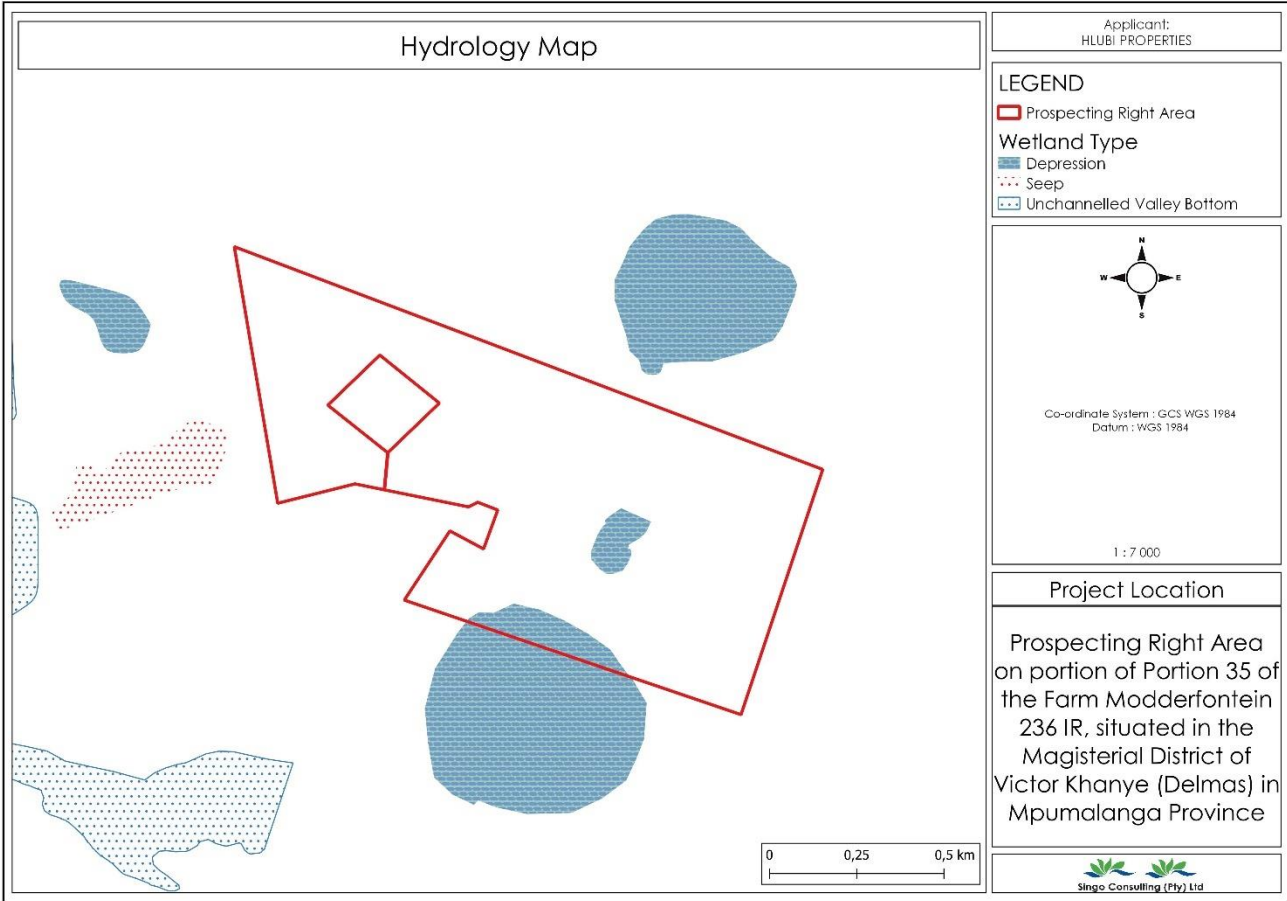 Hydrology Map
Applicant:
HLUBI PROPERTIES
LEGEND
Prospecting Right Area
Wetland Type
Depression
Seep
Unchannelled Valley Bottom
N
W E
S
Co-ordinate System : GCS WGS 1984
Datum : WGS 1984
1 : 7 000
Project Location
Prospecting Right Area
on portion of Portion 35 of
the Farm Modderfontein
236 IR, situated in the
Magisterial District of
Victor Khanye (Delmas) in
Mpumalanga Province
0 0,25 0,5 km
Singo Consulting (Pty) Ltd